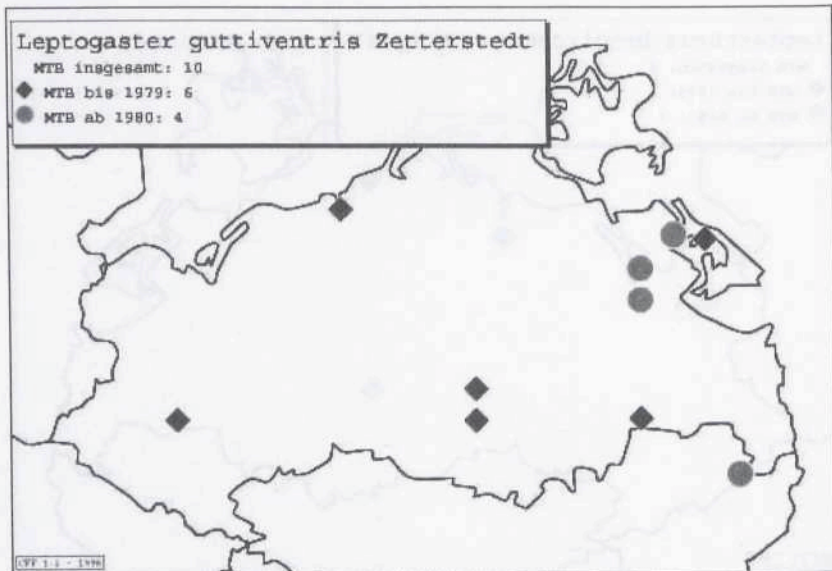 Leptogaster guttiventris Zetterstedt
MTB insgesamt: 10
MTB bis 1979: 6
MTB ab 1980: 4